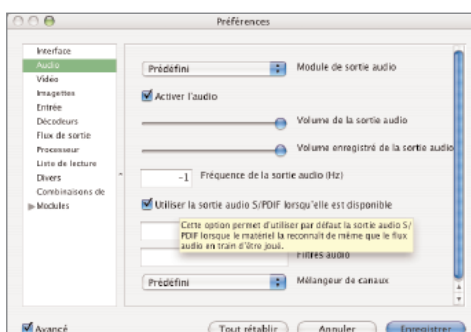 Préférences
Interface
Audio
Vidéo
Imagettes
Entrée
Décodeurs
Flux de sortie
Processeur
Liste de lecture
Divers
Combinaisons de
Modules
Prédéfini
Module de sortie audio
Activer l'audio
Volume de la sortie audio
Volume enregistré de la sortie audio
-1
Fréquence de la sortie audio (Hz)
Utiliser la sortie audio S/PDIF lorsqu'elle est disponible
Cette option permet d'utiliser par défaut la sortie audio S/
PDIF lorsque le matériel la reconnaît de même que le flux
audio en train d'être joué.
Filtres audio
Prédéfini
Mélangeur de canaux
Avancé
Tout rétablir
Annuler
Enregistrer